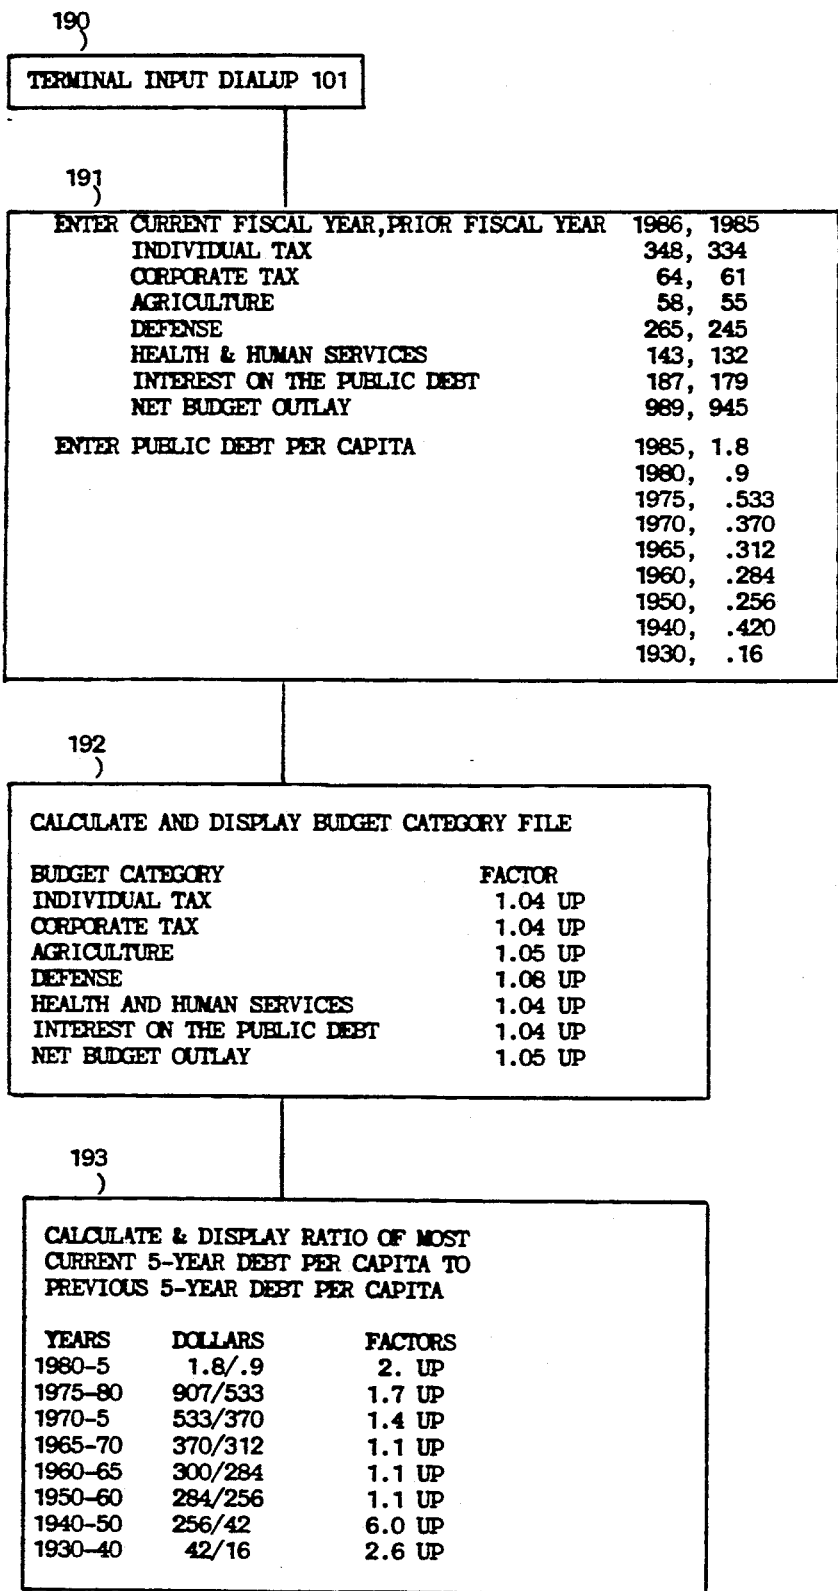 190
TERMINAL INPUT DIALUP 101
191
ENTER CURRENT FISCAL YEAR,PRIOR FISCAL YEAR 1986, 1985
INDIVIDUAL TAX 348, 334
CORPORATE TAX 64, 61
AGRICULTURE 58, 55
DEFENSE 265, 245
HEALTH & HUMAN SERVICES 143, 132
INTEREST ON THE PUBLIC DEBT 187, 179
NET BUDGET OUTLAY 989, 945
ENTER PUBLIC DEBT PER CAPITA 1985, 1.8
1980, .9
1975, .533
1970, .370
1965, .312
1960, .284
1950, .256
1940, .420
1930, .16
192
CALCULATE AND DISPLAY BUDGET CATEGORY FILE
BUDGET CATEGORY FACTOR
INDIVIDUAL TAX 1.04 UP
CORPORATE TAX 1.04 UP
AGRICULTURE 1.05 UP
DEFENSE 1.08 UP
HEALTH AND HUMAN SERVICES 1.04 UP
INTEREST ON THE PUBLIC DEBT 1.04 UP
NET BUDGET OUTLAY 1.05 UP
193
CALCULATE & DISPLAY RATIO OF MOST
CURRENT 5-YEAR DEBT PER CAPITA TO
PREVIOUS 5-YEAR DEBT PER CAPITA
YEARS DOLLARS FACTORS
1980-5 1.8/.9 2. UP
1975-80 907/533 1.7 UP
1970-5 533/370 1.4 UP
1965-70 370/312 1.1 UP
1960-65 300/284 1.1 UP
1950-60 284/256 1.1 UP
1940-50 256/42 6.0 UP
1930-40 42/16 2.6 UP